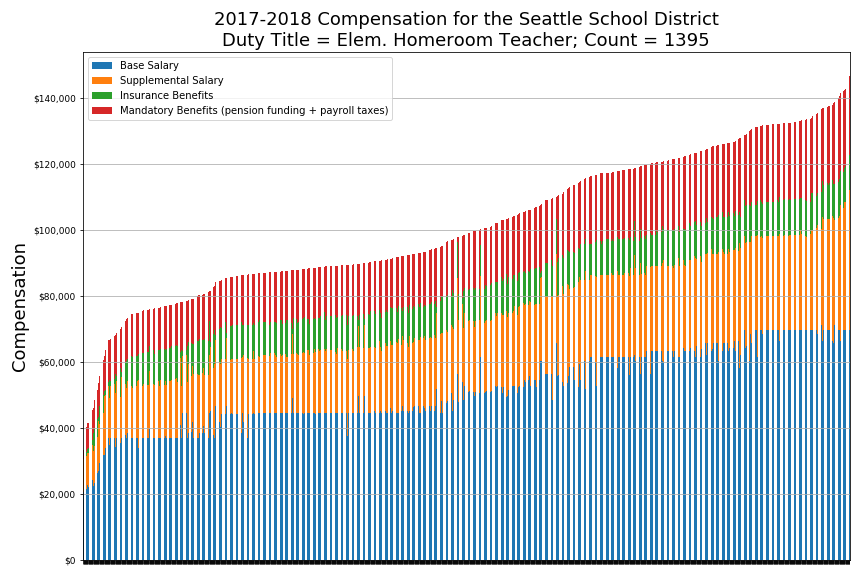 2017-2018 Compensation for the Seattle School District
Duty Title = Elem. Homeroom Teacher; Count = 1395
Base Salary
Supplemental Salary
Insurance Benefits
Mandatory Benefits (pension funding + payroll taxes)
$140,000
$120,000
$100,000
$80,000
$60,000
$40,000
$20,000
$0
Compensation